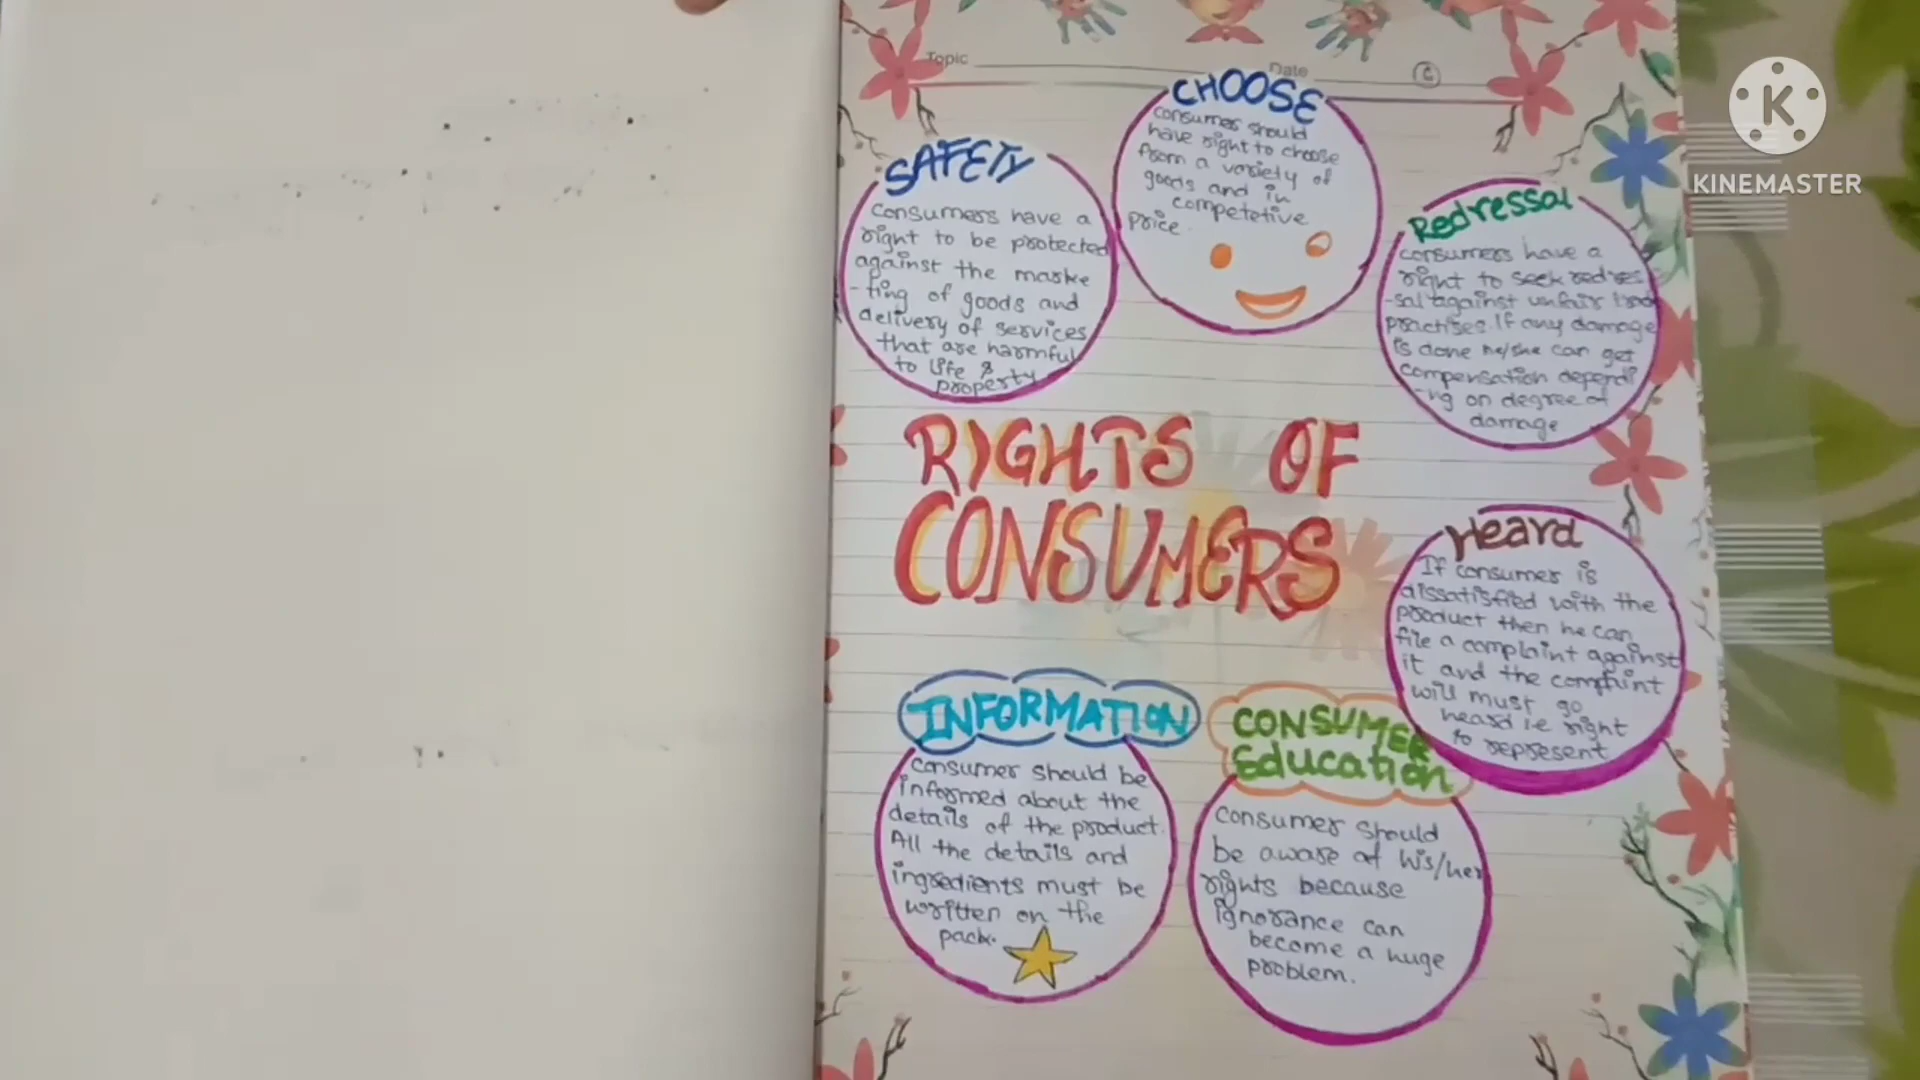 Topic
Date
C
K
KINEMASTER
CHOOSE
consumer should
have right to choose
from a variety of
goods and in
competetive
price.
SAFETY
Consumers have a
right to be protected
against the marke
-ting of goods and
delivery of services
that are harmful
to life &
property
Redressal
consumers have a
right to seek redres
-sal against unfair trade
practises. If any damage
is done he/she can get
compensation dependi
-ng on degree of
damage
RIGHTS OF
CONSUMERS
Heard
If consumer is
dissatisfied with the
product then he can
file a complaint against
it and the complaint
will must go
heard i.e right
to represent
INFORMATION
consumer should be
informed about the
details of the product.
All the details and
ingredients must be
written on the
pack.
CONSUMER
Education
consumer should
be aware of his/her
rights because
ignorance can
become a huge
problem.